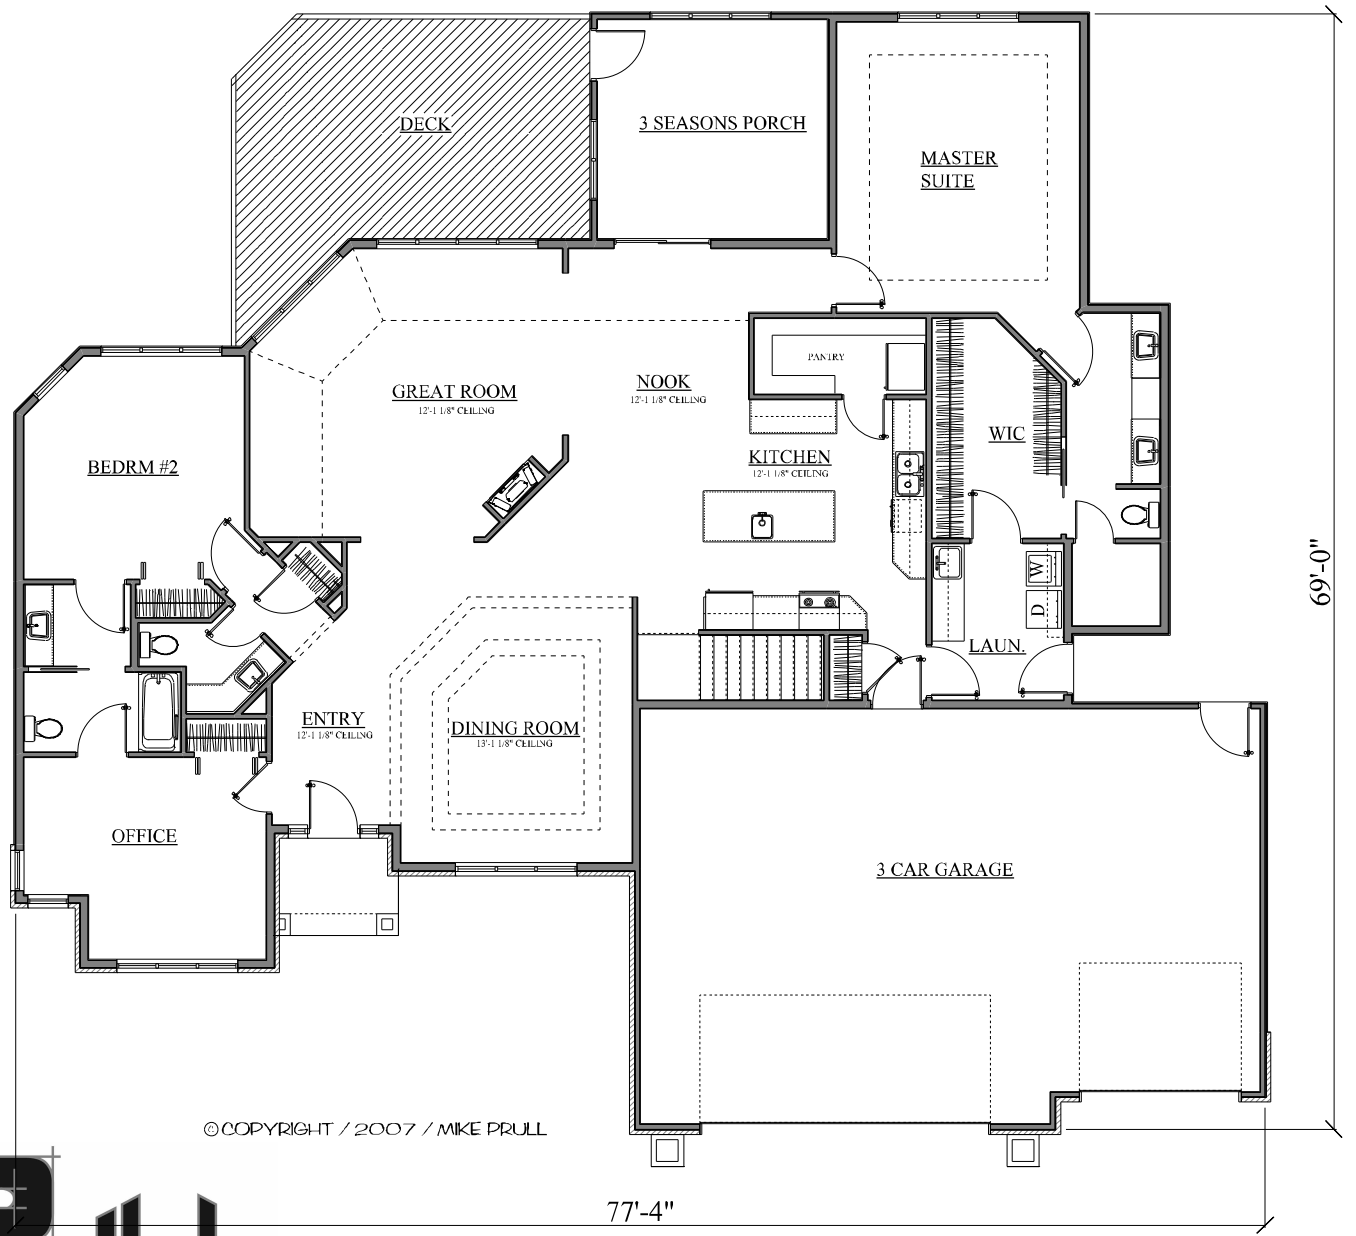 DECK
3 SEASONS PORCH
MASTER
SUITE
PANTRY
GREAT ROOM
12'-1 1/8" CEILING
NOOK
12'-1 1/8" CEILING
WIC
KITCHEN
12'-1 1/8" CEILING
BEDRM #2
69'-0"
W
D
LAUN.
ENTRY
12'-1 1/8" CEILING
DINING ROOM
13'-1 1/8" CEILING
OFFICE
3 CAR GARAGE
©COPYRIGHT / 2007 / MIKE PRULL
77'-4"